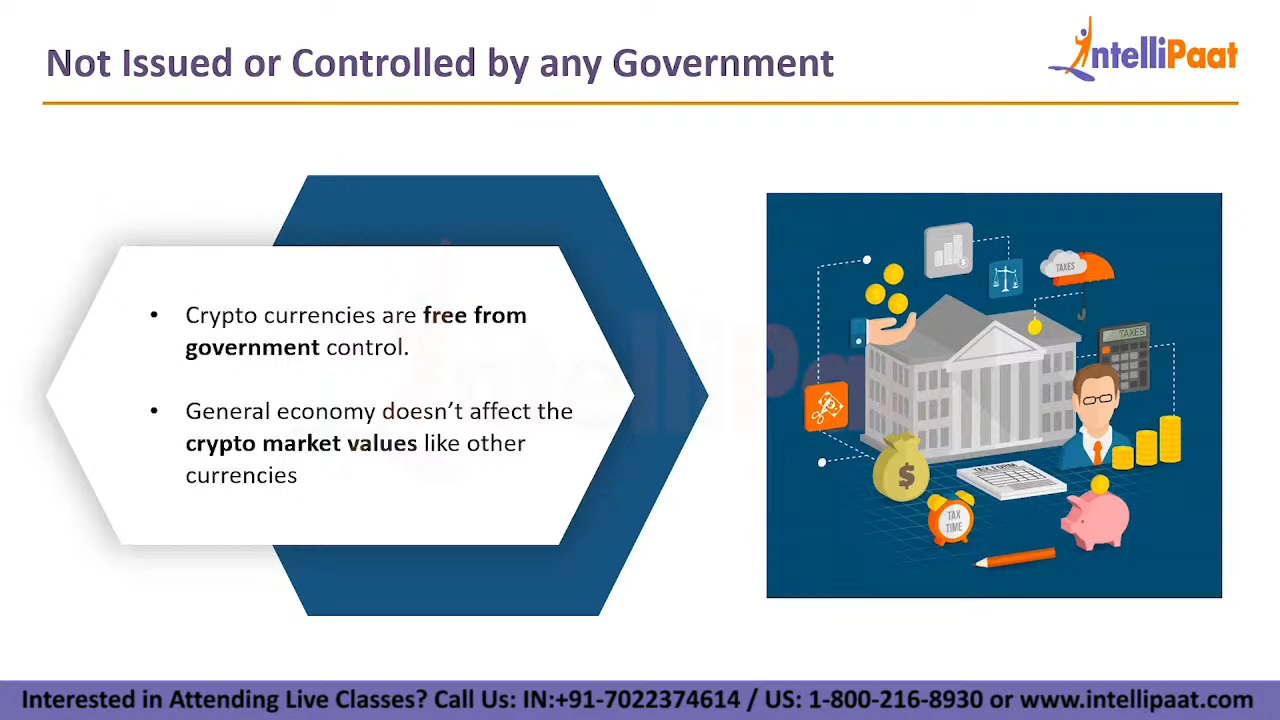 Not Issued or Controlled by any Government
IntelliPaat
• Crypto currencies are free from
government control.
• General economy doesn't affect the
crypto market values like other
currencies
TAXES
TAXES
$
TAX FORM
TAX
TIME
Interested in Attending Live Classes? Call Us: IN:+91-7022374614 / US: 1-800-216-8930 or www.intellipaat.com